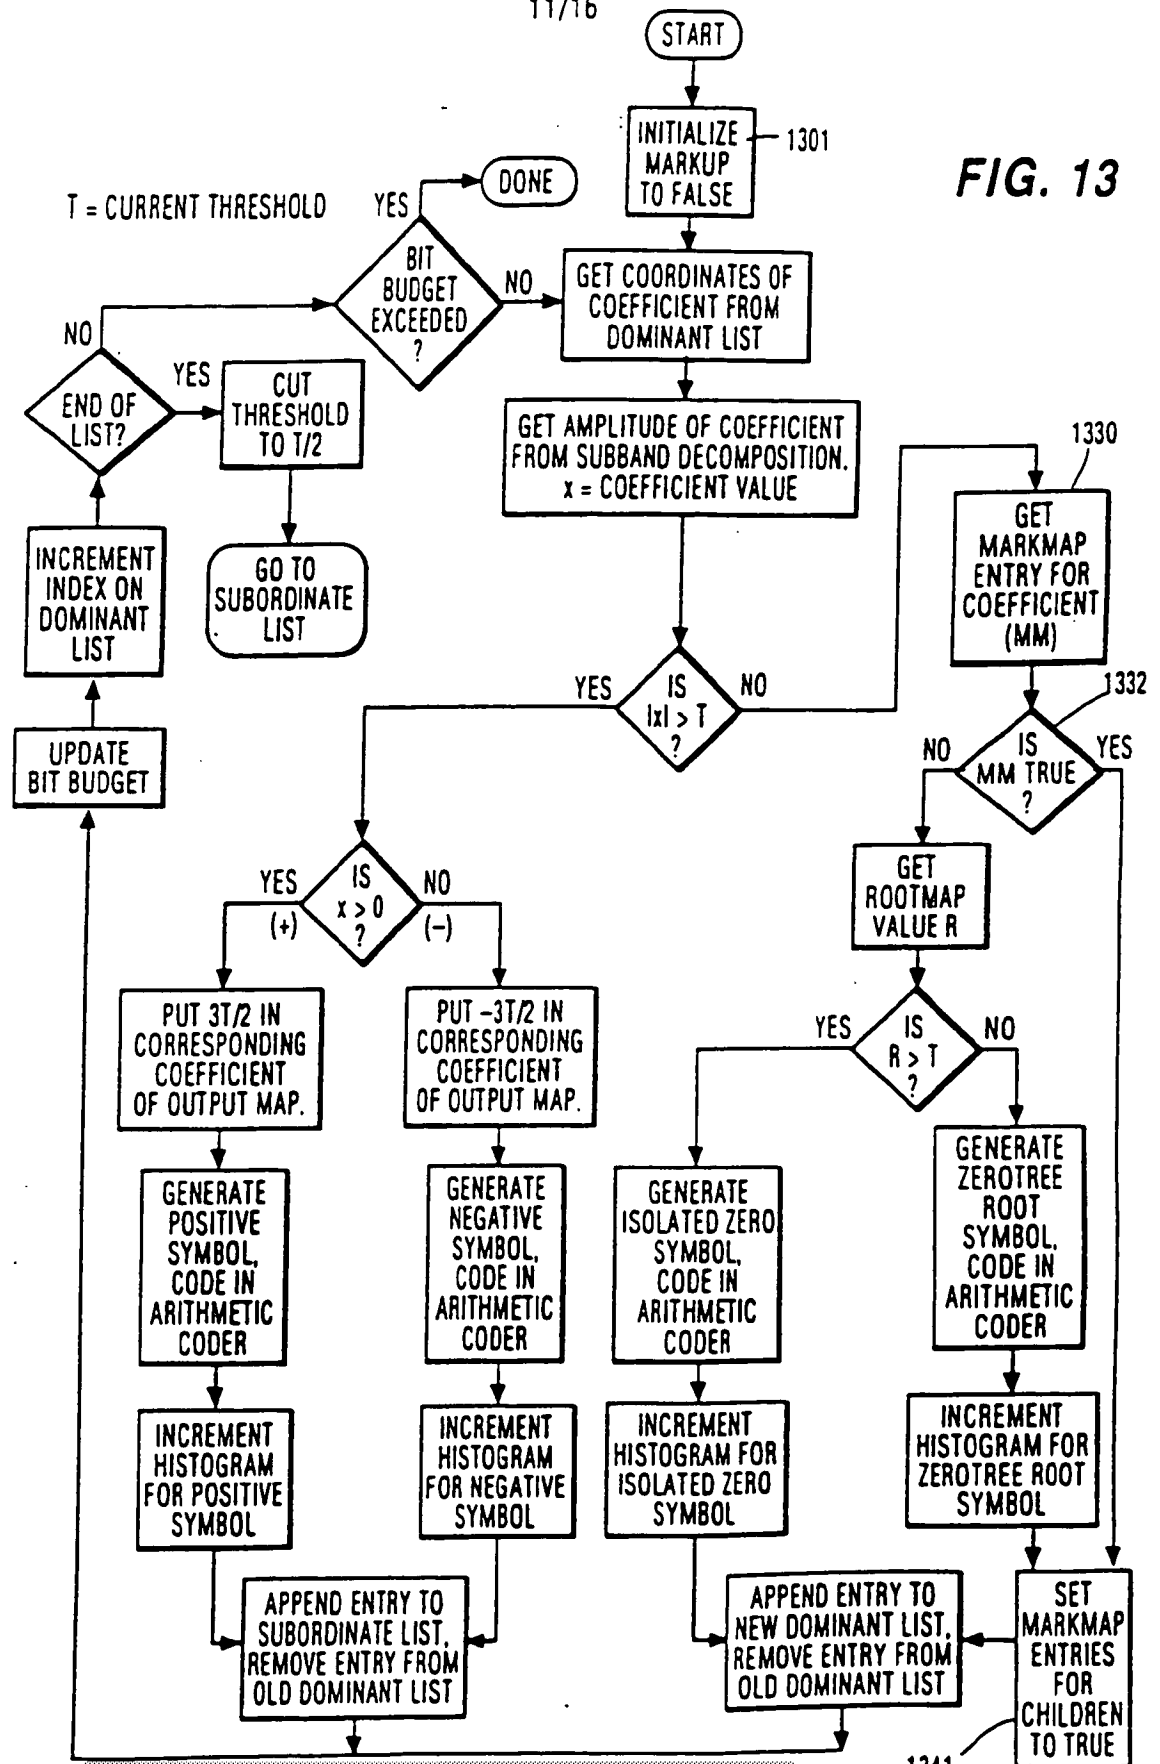 11/16
START
INITIALIZE
MARKUP
TO FALSE
1301
FIG. 13
T = CURRENT THRESHOLD
YES
DONE
BIT
BUDGET
EXCEEDED
?
NO
GET COORDINATES OF
COEFFICIENT FROM
DOMINANT LIST
NO
END OF
LIST?
YES
CUT
THRESHOLD
TO T/2
GET AMPLITUDE OF COEFFICIENT
FROM SUBBAND DECOMPOSITION.
x = COEFFICIENT VALUE
1330
GET
MARKMAP
ENTRY FOR
COEFFICIENT
(MM)
INCREMENT
INDEX ON
DOMINANT
LIST
GO TO
SUBORDINATE
LIST
YES
IS
|x| > T
?
NO
1332
UPDATE
BIT BUDGET
NO
IS
MM TRUE
?
YES
GET
ROOTMAP
VALUE R
YES
(+)
IS
x > 0
?
NO
(-)
YES
IS
R > T
?
NO
PUT 3T/2 IN
CORRESPONDING
COEFFICIENT
OF OUTPUT MAP.
PUT -3T/2 IN
CORRESPONDING
COEFFICIENT
OF OUTPUT MAP.
GENERATE
POSITIVE
SYMBOL,
CODE IN
ARITHMETIC
CODER
GENERATE
NEGATIVE
SYMBOL,
CODE IN
ARITHMETIC
CODER
GENERATE
ISOLATED ZERO
SYMBOL,
CODE IN
ARITHMETIC
CODER
GENERATE
ZEROTREE
ROOT
SYMBOL,
CODE IN
ARITHMETIC
CODER
INCREMENT
HISTOGRAM
FOR POSITIVE
SYMBOL
INCREMENT
HISTOGRAM
FOR NEGATIVE
SYMBOL
INCREMENT
HISTOGRAM FOR
ISOLATED ZERO
SYMBOL
INCREMENT
HISTOGRAM FOR
ZEROTREE ROOT
SYMBOL
APPEND ENTRY TO
SUBORDINATE LIST,
REMOVE ENTRY FROM
OLD DOMINANT LIST
APPEND ENTRY TO
NEW DOMINANT LIST,
REMOVE ENTRY FROM
OLD DOMINANT LIST
SET
MARKMAP
ENTRIES
FOR
CHILDREN
TO TRUE
1341